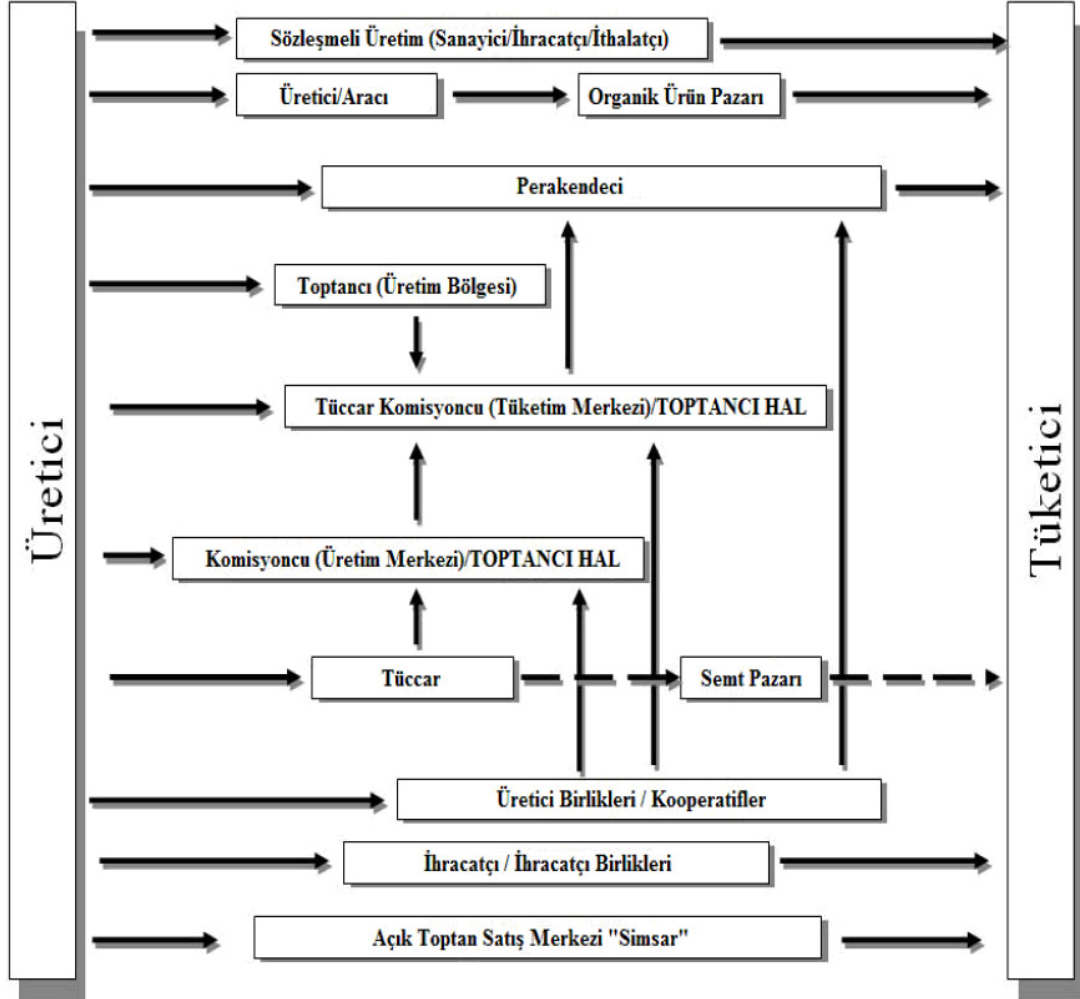 Üretici
Sözleşmeli Üretim (Sanayici/İhracatçı/İthalatçı)
Üretici/Aracı
Organik Ürün Pazarı
Perakendeci
Toptancı (Üretim Bölgesi)
Tüccar Komisyoncu (Tüketim Merkezi)/TOPTANCI HAL
Komisyoncu (Üretim Merkezi)/TOPTANCI HAL
Tüccar
Semt Pazarı
Üretici Birlikleri / Kooperatifler
İhracatçı / İhracatçı Birlikleri
Açık Toptan Satış Merkezi "Simsar"
Tüketici